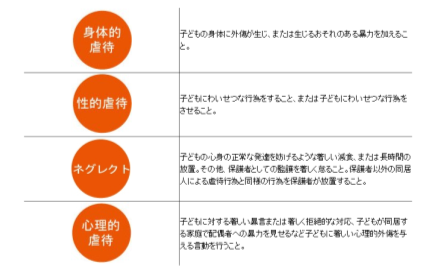 身体的
虐待
子どもの身体に外傷が生じ、または生じるおそれのある暴力を加えるこ
と。
性的虐待
子どもにわいせつな行為をすること、または子どもにわいせつな行為を
させること。
ネグレクト
子どもの心身の正常な発達を妨げるような著しい減食、または長時間の
放置。その他、保護者としての監護を著しく怠ること。保護者以外の同居
人による虐待行為と同様の行為を保護者が放置すること。
心理的
虐待
子どもに対する著しい暴言または著しく拒絶的な対応、子どもが同居す
る家庭で配偶者への暴力を見せるなど子どもに著しい心理的外傷を与
える言動を行うこと。